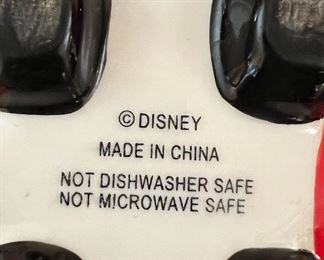 © DISNEY
MADE IN CHINA
NOT DISHWASHER SAFE
NOT MICROWAVE SAFE